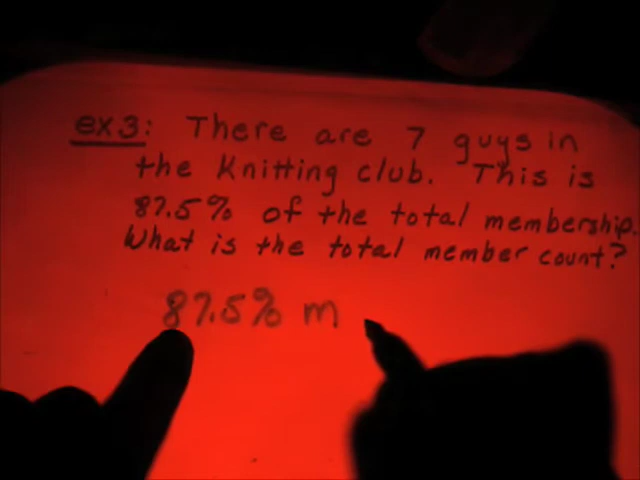 ex3: There are 7 guys in
the Knitting club. This is
87.5% of the total membership.
What is the total member count?
87.5% m